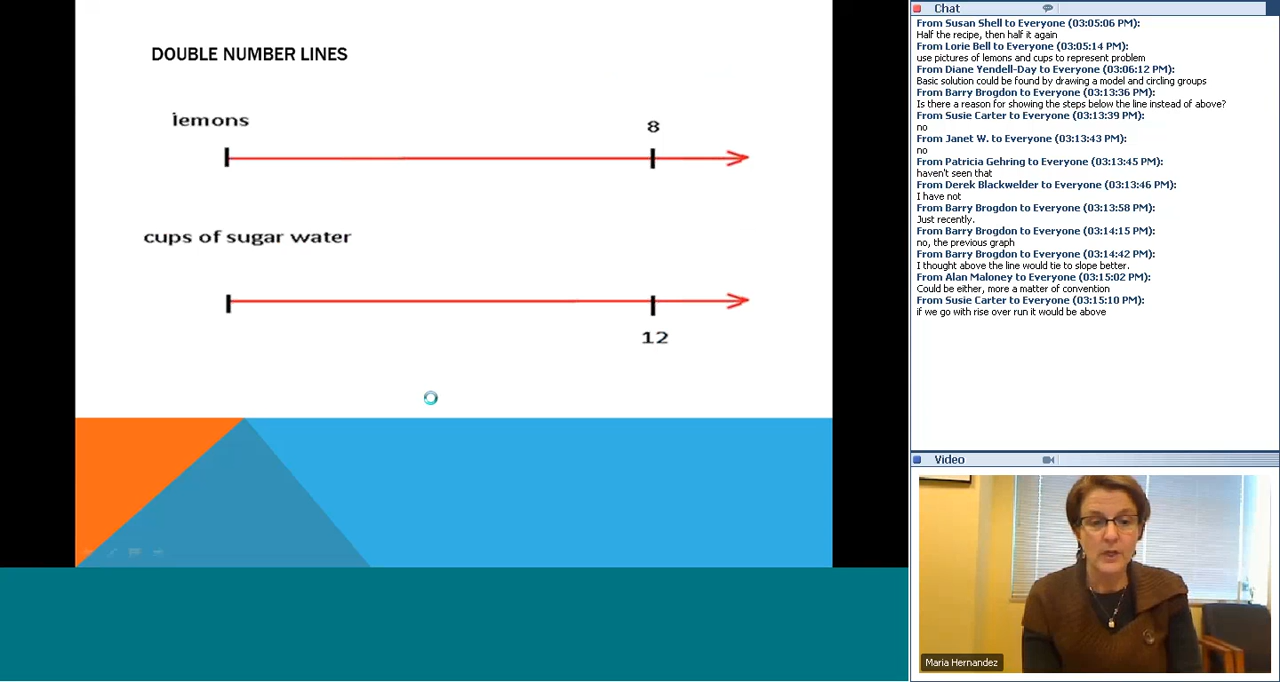 DOUBLE NUMBER LINES
lemons
8
cups of sugar water
12
Chat
From Susan Shell to Everyone (03:05:06 PM):
Half the recipe, then half it again
From Lorie Bell to Everyone (03:05:14 PM):
use pictures of lemons and cups to represent problem
From Diane Yendell-Day to Everyone (03:06:12 PM):
Basic solution could be found by drawing a model and circling groups
From Barry Brogdon to Everyone (03:13:36 PM):
Is there a reason for showing the steps below the line instead of above?
From Susie Carter to Everyone (03:13:39 PM):
no
From Janet W. to Everyone (03:13:43 PM):
no
From Patricia Gehring to Everyone (03:13:45 PM):
haven't seen that
From Derek Blackwelder to Everyone (03:13:46 PM):
I have not
From Barry Brogdon to Everyone (03:13:58 PM):
Just recently.
From Barry Brogdon to Everyone (03:14:15 PM):
no, the previous graph
From Barry Brogdon to Everyone (03:14:42 PM):
I thought above the line would tie to slope better.
From Alan Maloney to Everyone (03:15:02 PM):
Could be either, more a matter of convention
From Susie Carter to Everyone (03:15:10 PM):
if we go with rise over run it would be above
Video
Maria Hernandez